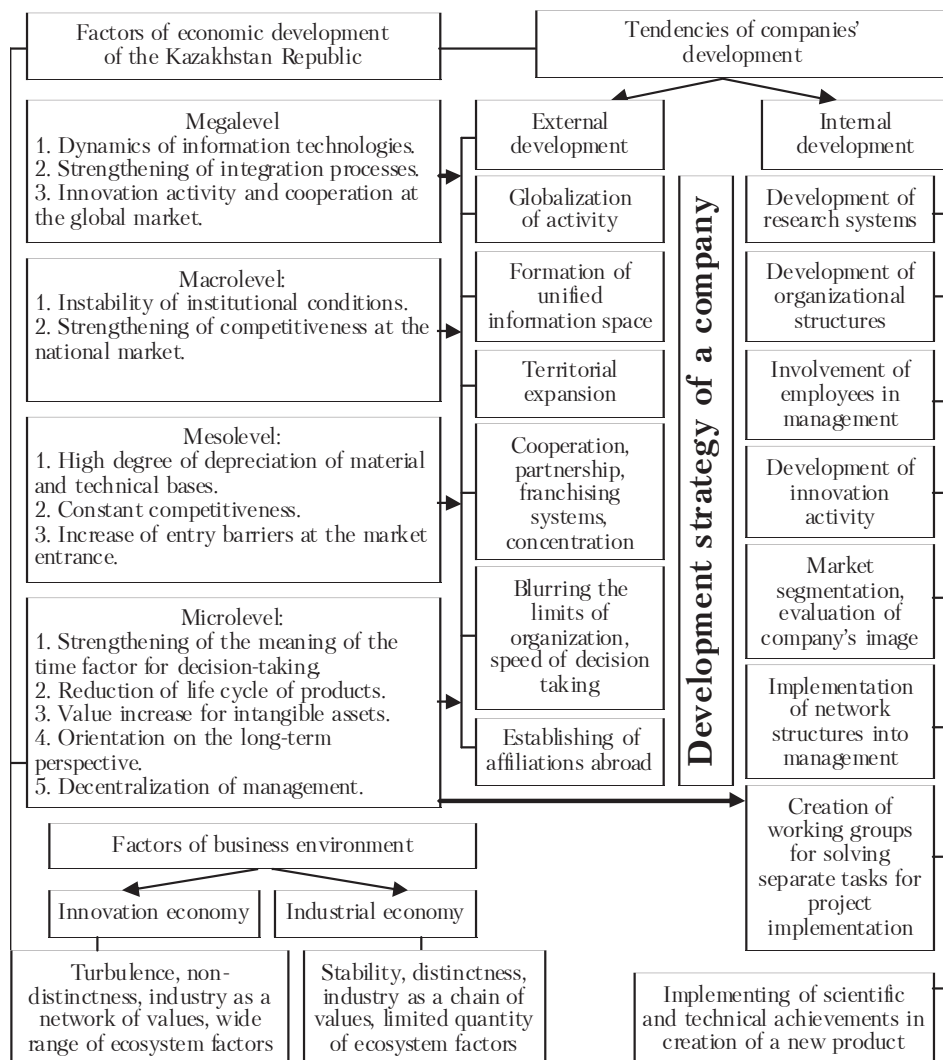 Factors of economic development
of the Kazakhstan Republic
Tendencies of companies'
development
Megalevel
1. Dynamics of information technologies.
2. Strengthening of integration processes.
3. Innovation activity and cooperation at
the global market.
Macrolevel:
1. Instability of institutional conditions.
2. Strengthening of competitiveness at the
national market.
Mesolevel:
1. High degree of depreciation of material
and technical bases.
2. Constant competitiveness.
3. Increase of entry barriers at the market
entrance.
Microlevel:
1. Strengthening of the meaning of the
time factor for decision-taking.
2. Reduction of life cycle of products.
3. Value increase for intangible assets.
4. Orientation on the long-term
perspective.
5. Decentralization of management.
External
development
Globalization
of activity
Formation of
unified
information space
Territorial
expansion
Cooperation,
partnership,
franchising
systems,
concentration
Blurring the
limits of
organization,
speed of decision
taking
Establishing of
affiliations abroad
Development strategy of a company
Internal
development
Development of
research systems
Development of
organizational
structures
Involvement of
employees in
management
Development of
innovation
activity
Market
segmentation,
evaluation of
company's image
Implementation
of network
structures into
management
Creation of
working groups
for solving
separate tasks for
project
implementation
Implementing of scientific
and technical achievements in
creation of a new product
Factors of business environment
Innovation economy
Industrial economy
Turbulence, non-
distinctness, industry as a
network of values, wide
range of ecosystem factors
Stability, distinctness,
industry as a chain of
values, limited quantity
of ecosystem factors